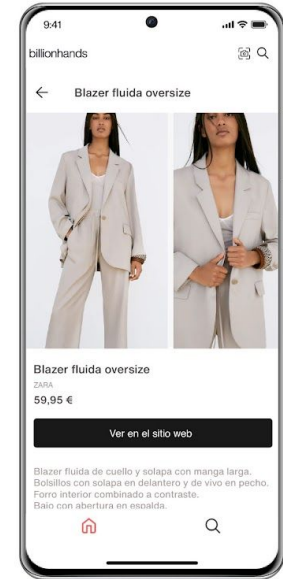 9:41
billionhands
Blazer fluida oversize
Blazer fluida oversize
ZARA
59,95 €
Ver en el sitio web
Blazer fluida de cuello y solapa con manga larga.
Bolsillos con solapa en delantero y de vivo en pecho.
Forro interior combinado a contraste.
Bajo con abertura en espalda.